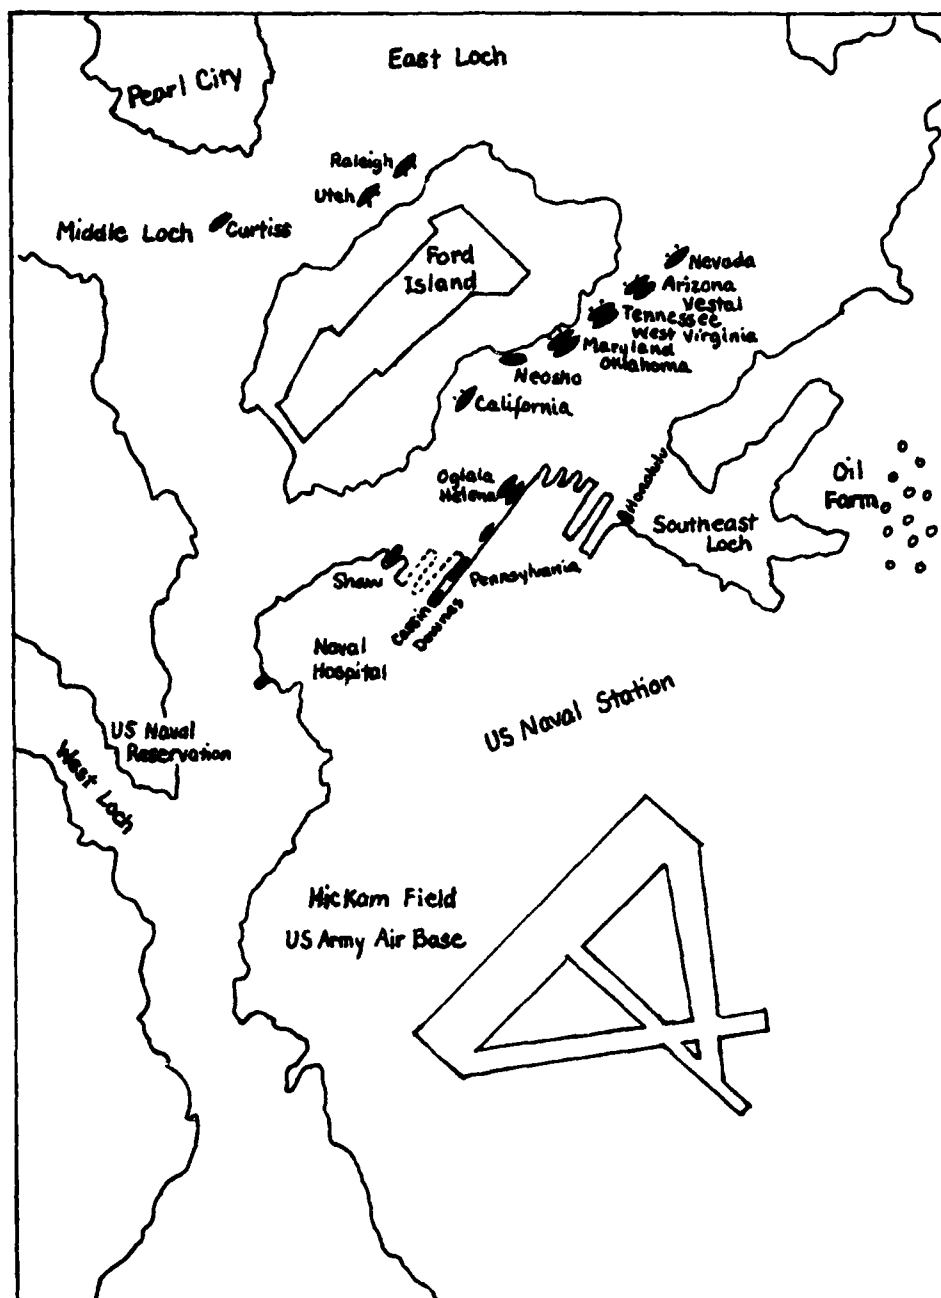 East Loch
Pearl City
Raleigh
Utah
Middle Loch
Curtiss
Ford
Island
Nevada
Arizona
Vestal
Tennessee
West Virginia
Maryland
Oklahoma
Neosho
California
Oglala
Helena
Honolulu
Oil
Farm
Southeast
Loch
Shaw
Pennsylvania
Cassin
Downes
Naval
Hospital
US Naval Station
US Naval
Reservation
West Loch
Hickam Field
US Army Air Base